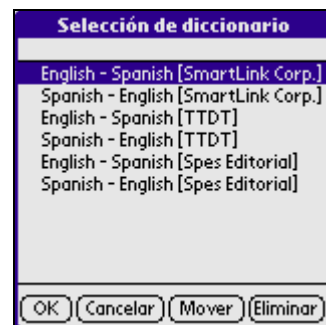 Selección de diccionario
English - Spanish [SmartLink Corp.]
Spanish - English [SmartLink Corp.]
English - Spanish [TTDT]
Spanish - English [TTDT]
English - Spanish [Spes Editorial]
Spanish - English [Spes Editorial]
OK Cancelar Mover Eliminar